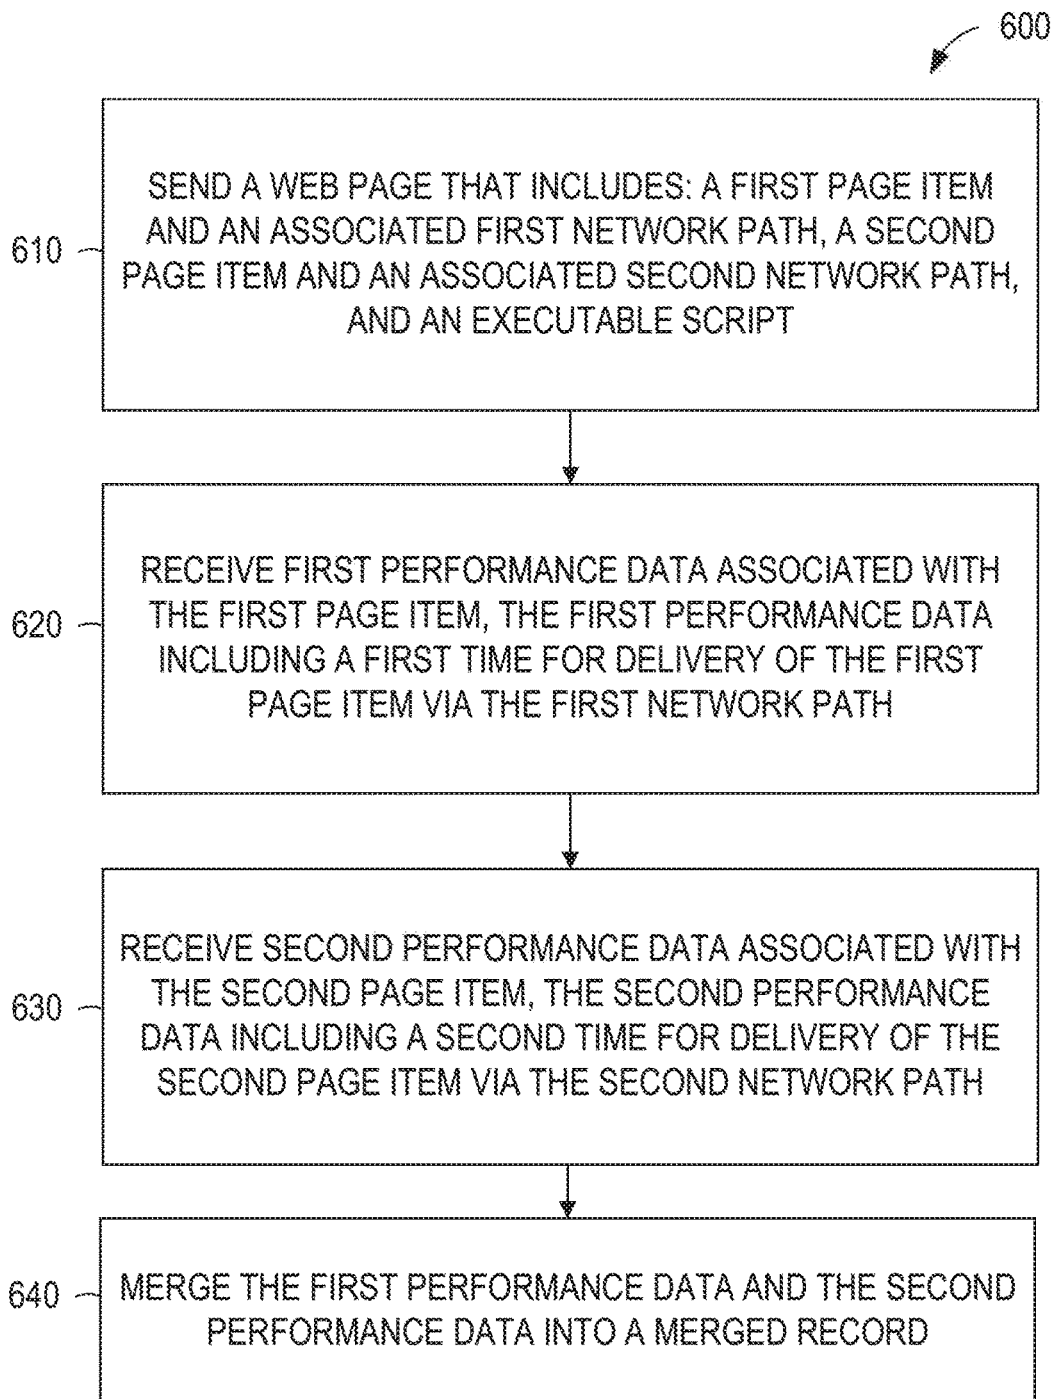 600
610
SEND A WEB PAGE THAT INCLUDES: A FIRST PAGE ITEM
AND AN ASSOCIATED FIRST NETWORK PATH, A SECOND
PAGE ITEM AND AN ASSOCIATED SECOND NETWORK PATH,
AND AN EXECUTABLE SCRIPT
620
RECEIVE FIRST PERFORMANCE DATA ASSOCIATED WITH
THE FIRST PAGE ITEM, THE FIRST PERFORMANCE DATA
INCLUDING A FIRST TIME FOR DELIVERY OF THE FIRST
PAGE ITEM VIA THE FIRST NETWORK PATH
630
RECEIVE SECOND PERFORMANCE DATA ASSOCIATED WITH
THE SECOND PAGE ITEM, THE SECOND PERFORMANCE
DATA INCLUDING A SECOND TIME FOR DELIVERY OF THE
SECOND PAGE ITEM VIA THE SECOND NETWORK PATH
640
MERGE THE FIRST PERFORMANCE DATA AND THE SECOND
PERFORMANCE DATA INTO A MERGED RECORD